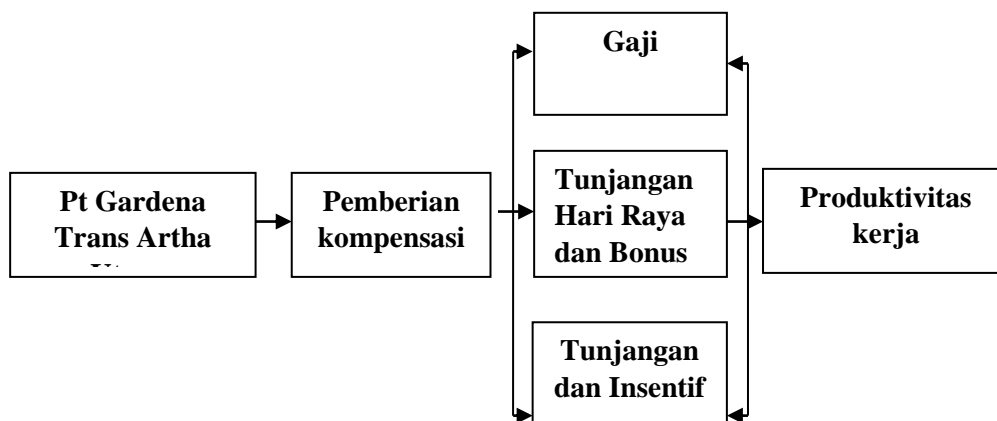 Gaji
Pt Gardena
Trans Artha
Pemberian
kompensasi
Tunjangan
Hari Raya
dan Bonus
Produktivitas
kerja
Tunjangan
dan Insentif